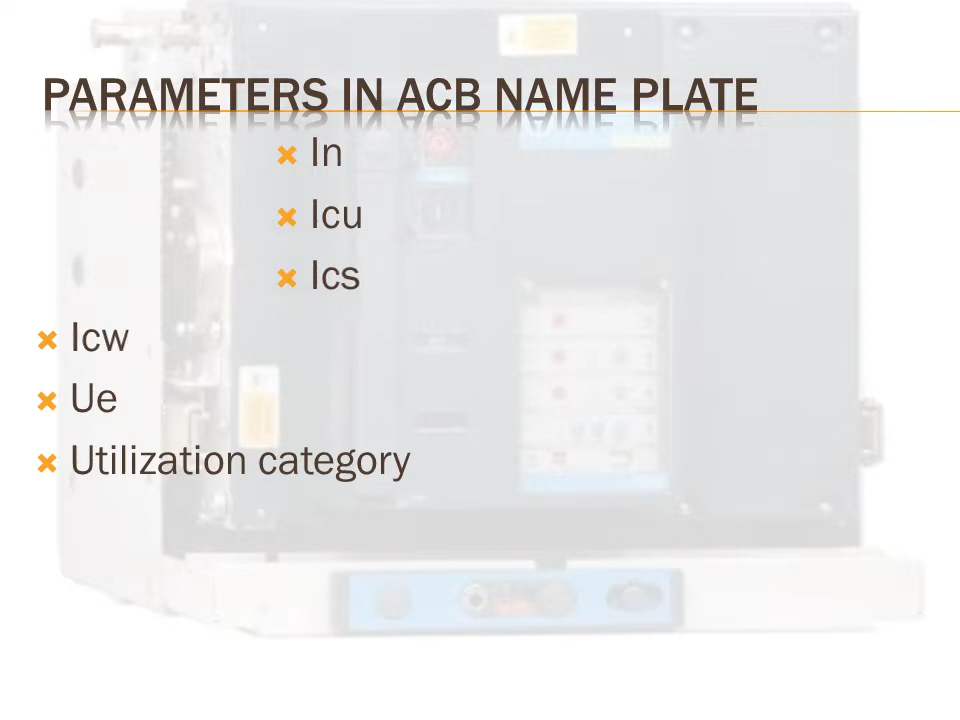 PARAMETERS IN ACB NAME PLATE
In
Icu
Ics
Icw
Ue
Utilization category